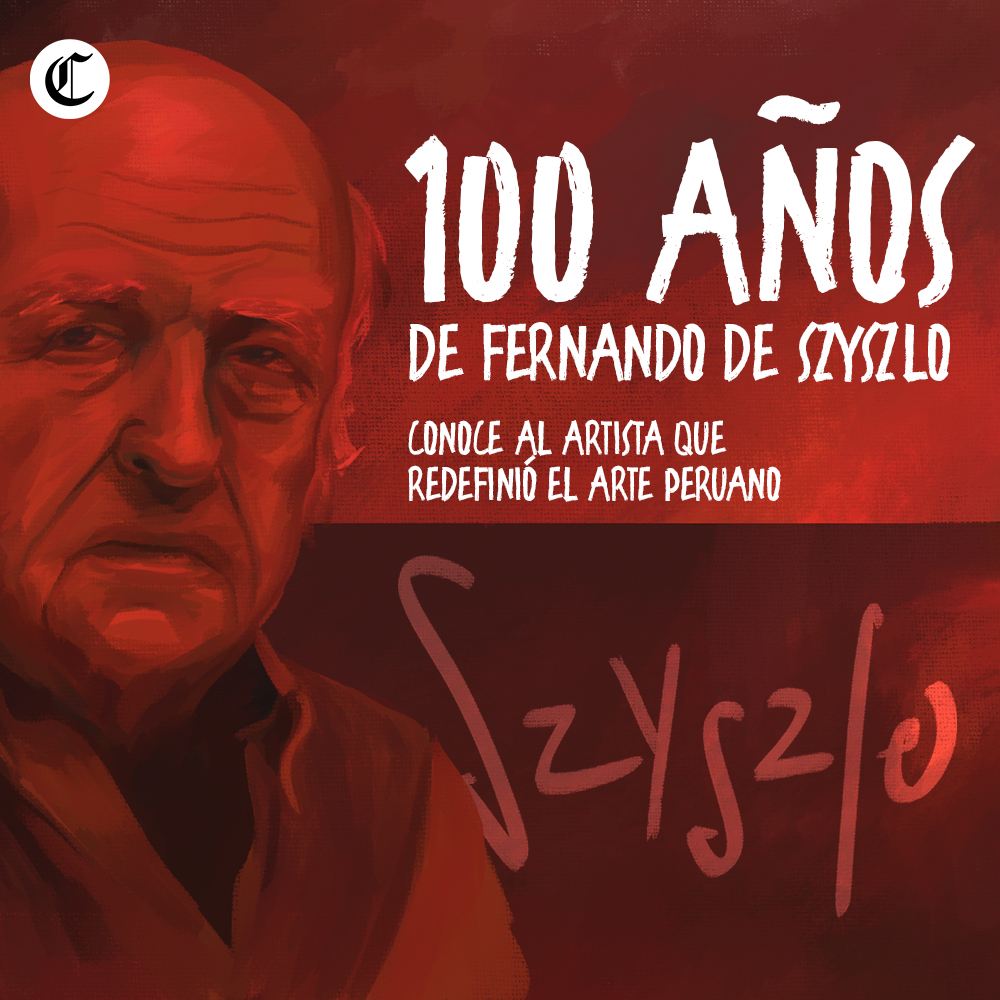 C
100 AÑOS
DE FERNANDO DE SZYSZLO
CONOCE AL ARTISTA QUE
REDEFINIÓ EL ARTE PERUANO
Szyszlo